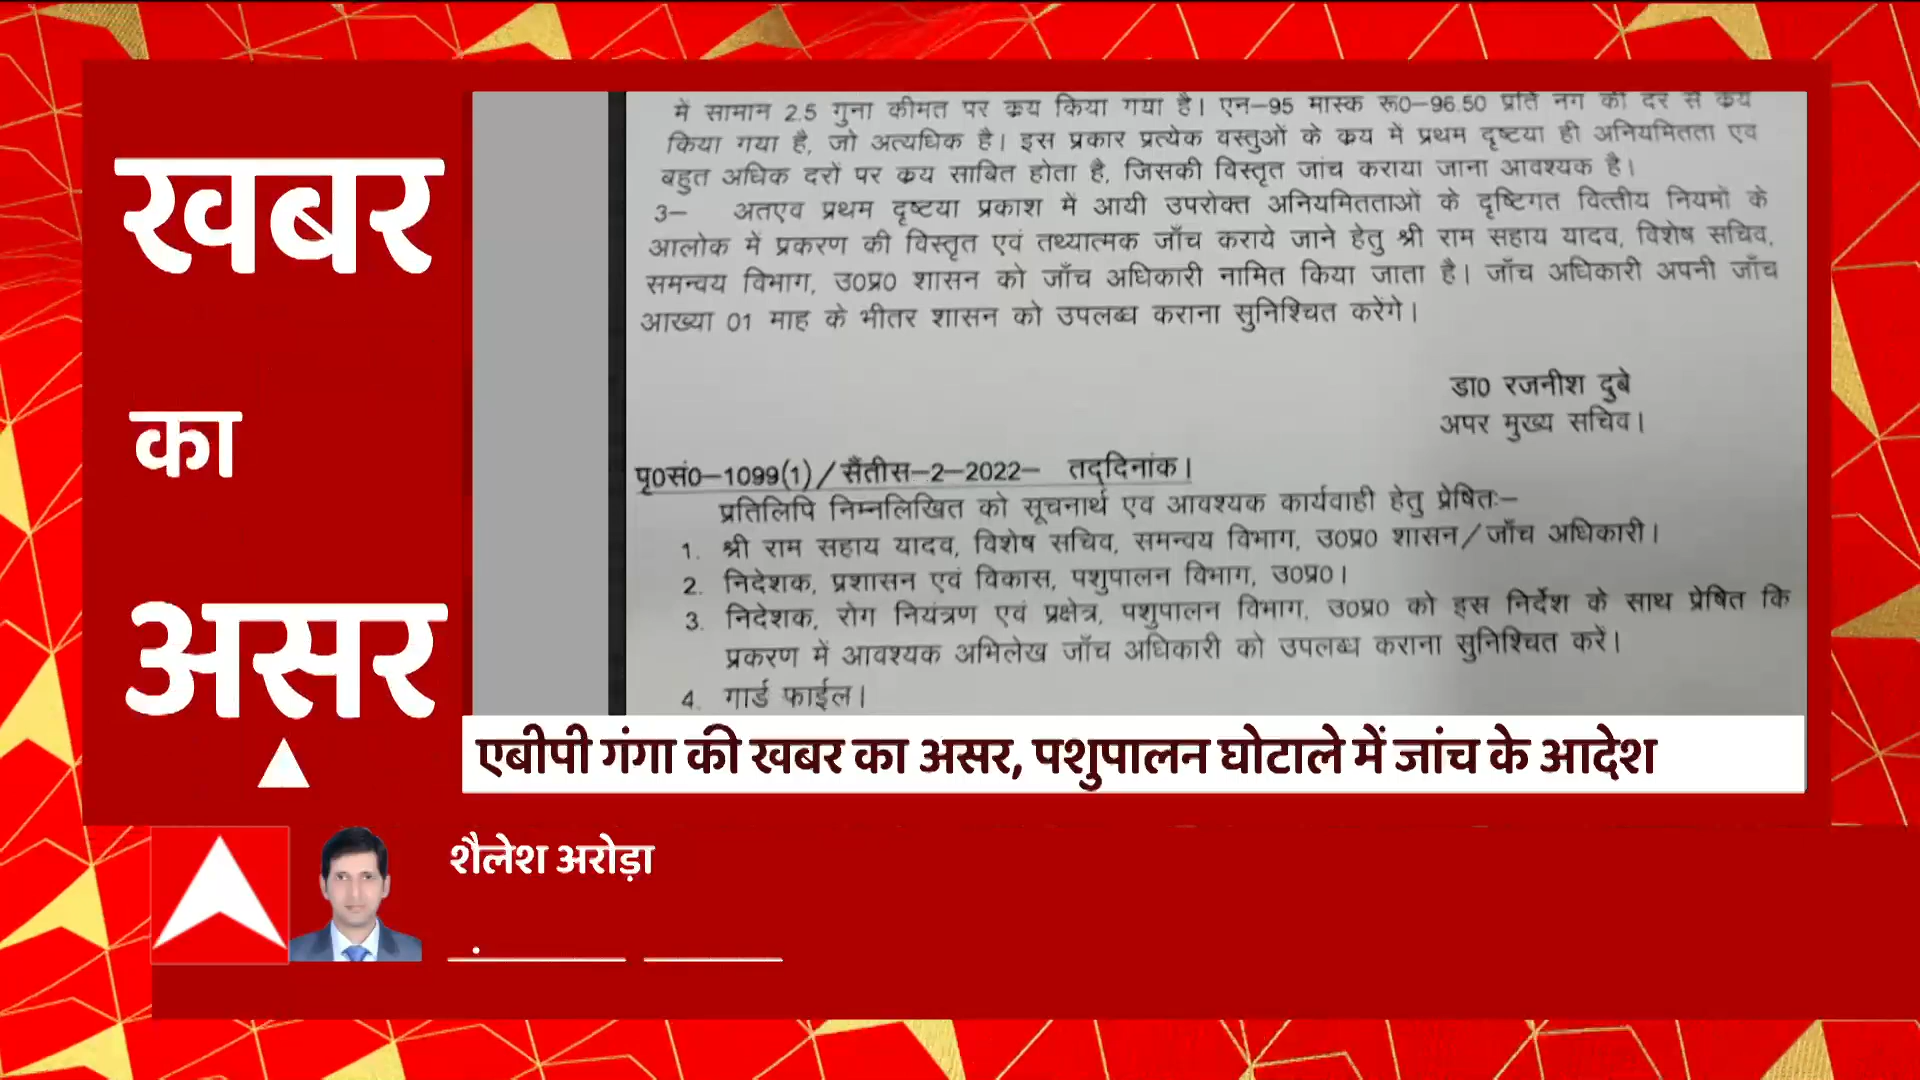 खबर
का
असर
में सामान 2.5 गुना कीमत पर क्रय किया गया है। एन–95 मास्क रू0–96.50 प्रति नग की दर से क्रय
किया गया है, जो अत्यधिक है। इस प्रकार प्रत्येक वस्तुओं के क्रय में प्रथम दृष्टया ही अनियमितता एवं
बहुत अधिक दरों पर क्रय साबित होता है, जिसकी विस्तृत जांच कराया जाना आवश्यक है।
3– अतएव प्रथम दृष्टया प्रकाश में आयी उपरोक्त अनियमितताओं के दृष्टिगत वित्तीय नियमों के
आलोक में प्रकरण की विस्तृत एवं तथ्यात्मक जाँच कराये जाने हेतु श्री राम सहाय यादव, विशेष सचिव,
समन्वय विभाग, उ0प्र0 शासन को जाँच अधिकारी नामित किया जाता है। जाँच अधिकारी अपनी जाँच
आख्या 01 माह के भीतर शासन को उपलब्ध कराना सुनिश्चित करेंगे।
डा0 रजनीश दुबे
अपर मुख्य सचिव।
पृ0सं0–1099(1)/सैंतीस–2–2022– तद्दिनांक।
प्रतिलिपि निम्नलिखित को सूचनार्थ एवं आवश्यक कार्यवाही हेतु प्रेषितः–
1. श्री राम सहाय यादव, विशेष सचिव, समन्वय विभाग, उ0प्र0 शासन/जाँच अधिकारी।
2. निदेशक, प्रशासन एवं विकास, पशुपालन विभाग, उ0प्र0।
3. निदेशक, रोग नियंत्रण एवं प्रक्षेत्र, पशुपालन विभाग, उ0प्र0 को इस निर्देश के साथ प्रेषित कि
प्रकरण में आवश्यक अभिलेख जाँच अधिकारी को उपलब्ध कराना सुनिश्चित करें।
4. गार्ड फाईल।
एबीपी गंगा की खबर का असर, पशुपालन घोटाले में जांच के आदेश
शैलेश अरोड़ा